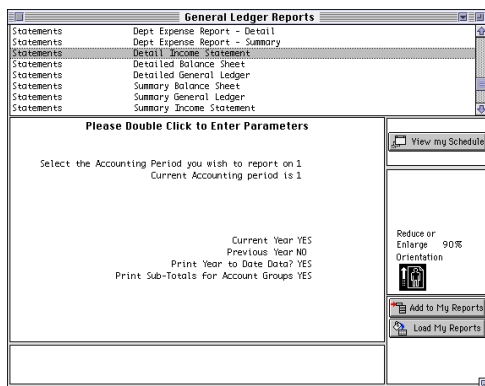 General Ledger Reports
Statements Dept Expense Report - Detail
Statements Dept Expense Report - Summary
Statements Detail Income Statement
Statements Detailed Balance Sheet
Statements Detailed General Ledger
Statements Summary Balance Sheet
Statements Summary General Ledger
Statements Summary Income Statement
Please Double Click to Enter Parameters
Select the Accounting Period you wish to report on 1
Current Accounting period is 1
Current Year YES
Previous Year NO
Print Year to Date Data? YES
Print Sub-Totals for Account Groups YES
View my Schedule
Reduce or
Enlarge 90%
Orientation
Add to My Reports
Load My Reports